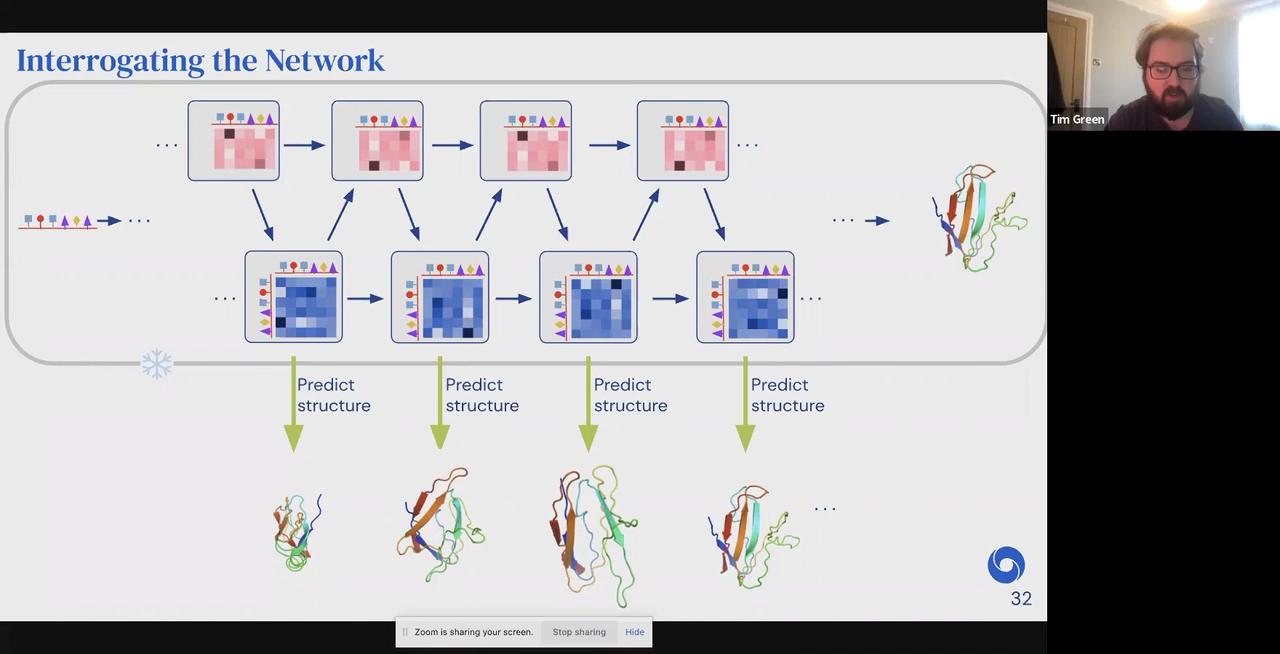 Interrogating the Network
Tim Green
Predict
structure
Predict
structure
Predict
structure
Predict
structure
32
Zoom is sharing your screen.
Stop sharing
Hide